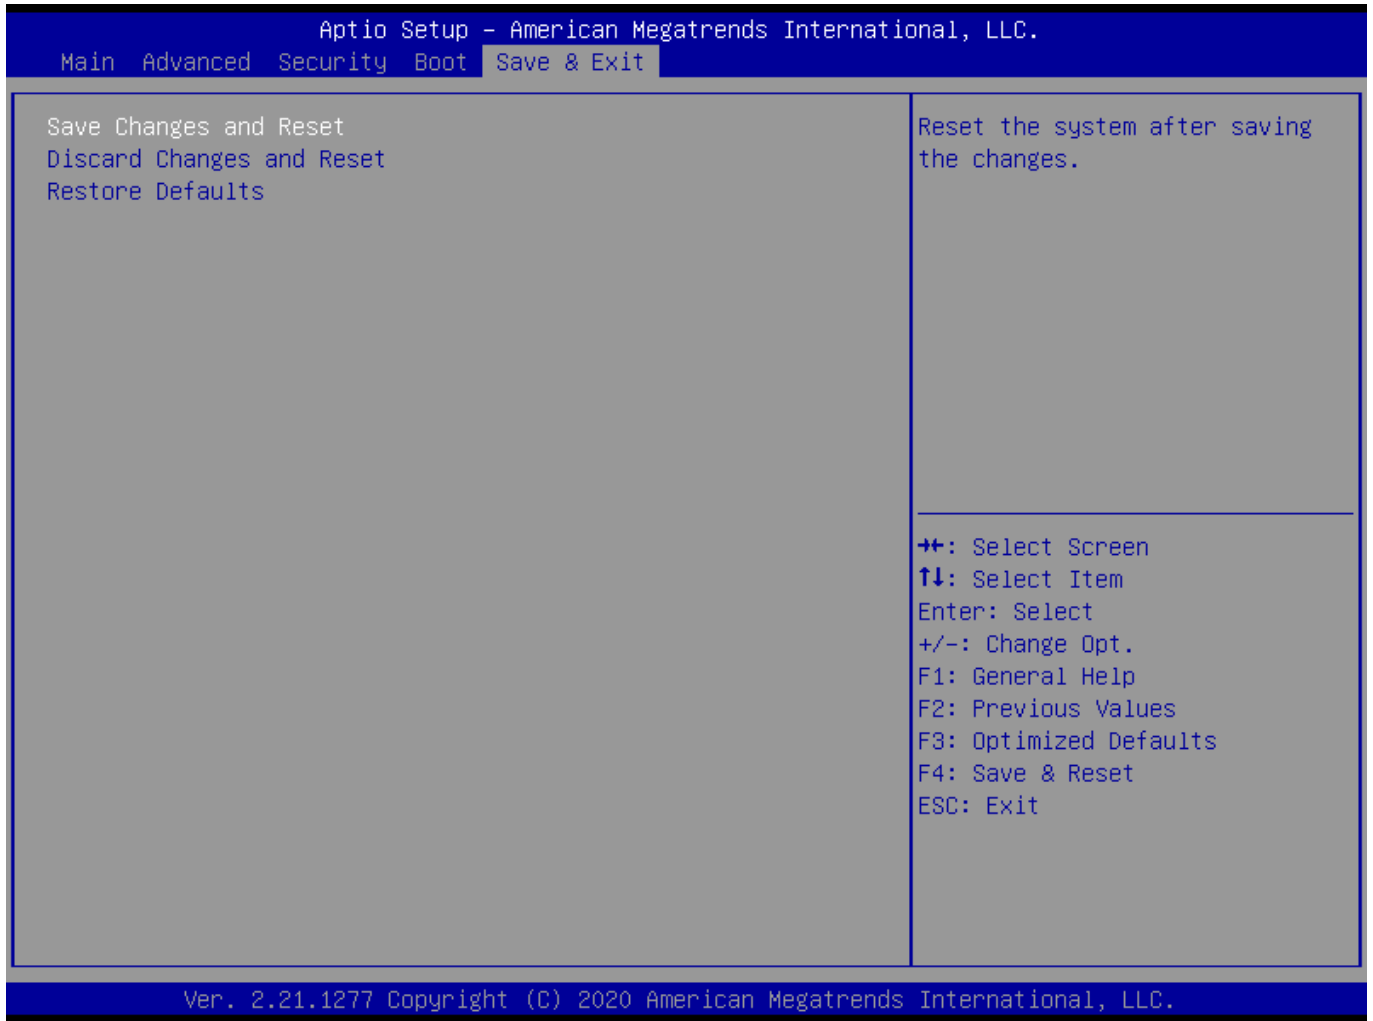 Aptio Setup – American Megatrends International, LLC.
Main Advanced Security Boot Save & Exit
Save Changes and Reset
Discard Changes and Reset
Restore Defaults
Reset the system after saving
the changes.
→←: Select Screen
↑↓: Select Item
Enter: Select
+/-: Change Opt.
F1: General Help
F2: Previous Values
F3: Optimized Defaults
F4: Save & Reset
ESC: Exit
Ver. 2.21.1277 Copyright (C) 2020 American Megatrends International, LLC.